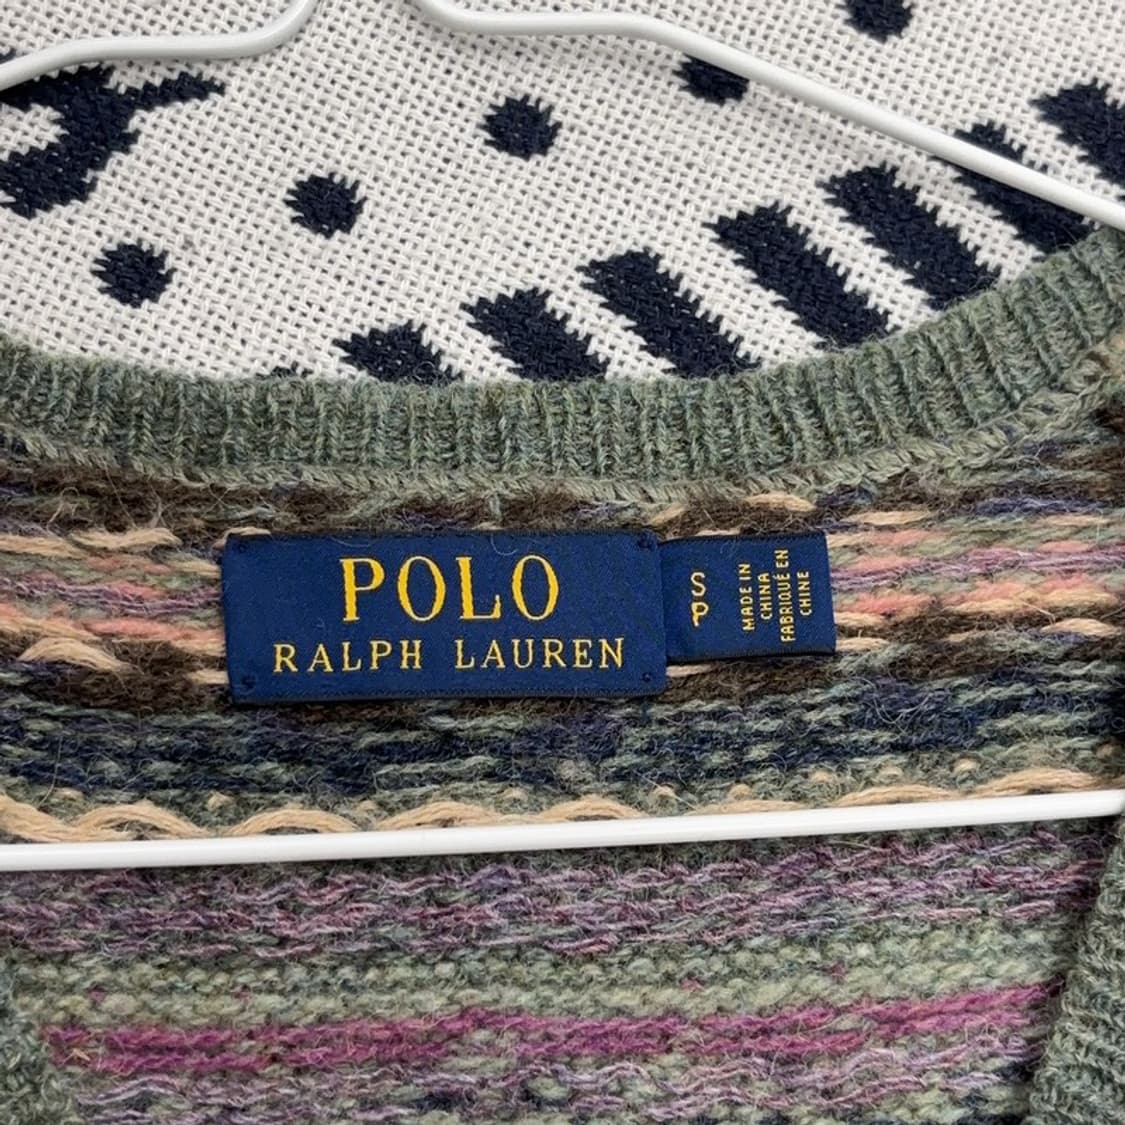 POLO
RALPH LAUREN
S
P
MADE IN
CHINA
FABRIQUÉ EN
CHINE